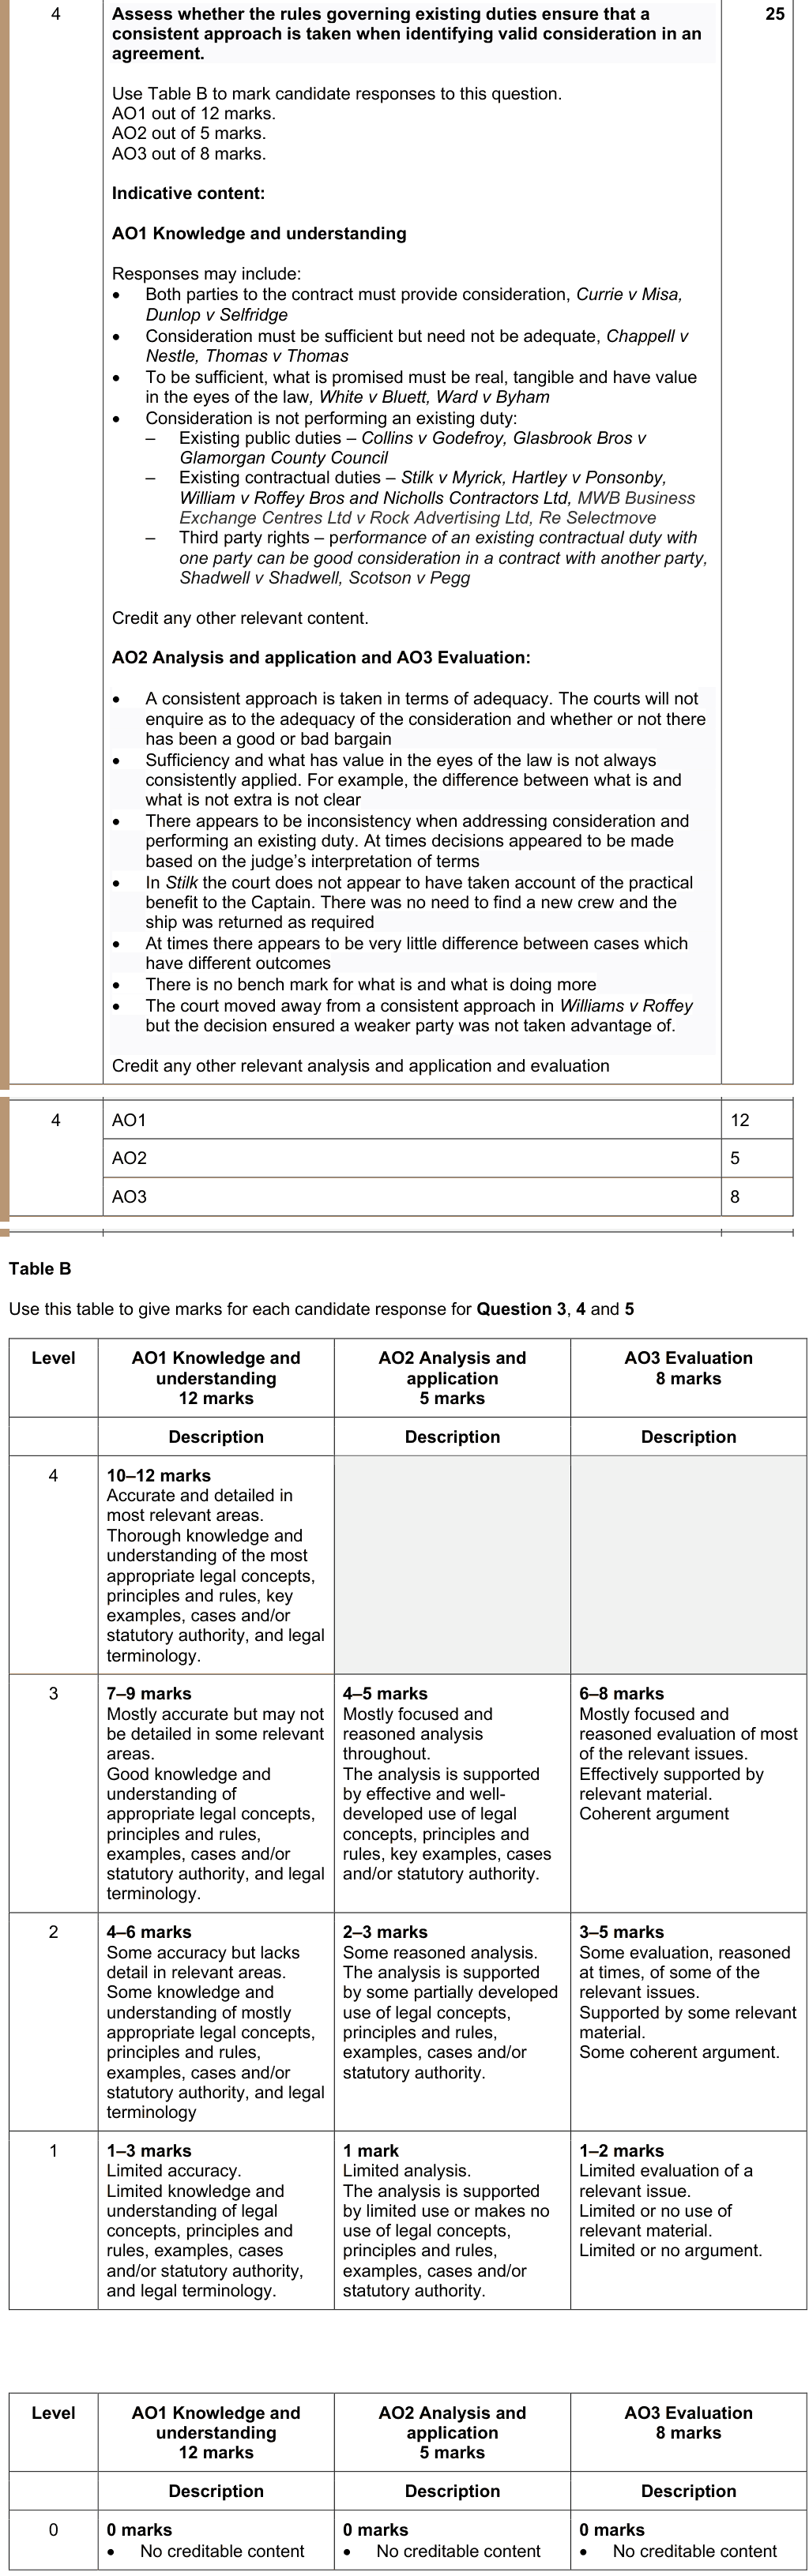 4
Assess whether the rules governing existing duties ensure that a
consistent approach is taken when identifying valid consideration in an
agreement.
25
Use Table B to mark candidate responses to this question.
AO1 out of 12 marks.
AO2 out of 5 marks.
AO3 out of 8 marks.
Indicative content:
AO1 Knowledge and understanding
Responses may include:
• Both parties to the contract must provide consideration, Currie v Misa,
Dunlop v Selfridge
• Consideration must be sufficient but need not be adequate, Chappell v
Nestle, Thomas v Thomas
• To be sufficient, what is promised must be real, tangible and have value
in the eyes of the law, White v Bluett, Ward v Byham
• Consideration is not performing an existing duty:
– Existing public duties – Collins v Godefroy, Glasbrook Bros v
Glamorgan County Council
– Existing contractual duties – Stilk v Myrick, Hartley v Ponsonby,
William v Roffey Bros and Nicholls Contractors Ltd, MWB Business
Exchange Centres Ltd v Rock Advertising Ltd, Re Selectmove
– Third party rights – performance of an existing contractual duty with
one party can be good consideration in a contract with another party,
Shadwell v Shadwell, Scotson v Pegg
Credit any other relevant content.
AO2 Analysis and application and AO3 Evaluation:
• A consistent approach is taken in terms of adequacy. The courts will not
enquire as to the adequacy of the consideration and whether or not there
has been a good or bad bargain
• Sufficiency and what has value in the eyes of the law is not always
consistently applied. For example, the difference between what is and
what is not extra is not clear
• There appears to be inconsistency when addressing consideration and
performing an existing duty. At times decisions appeared to be made
based on the judge's interpretation of terms
• In Stilk the court does not appear to have taken account of the practical
benefit to the Captain. There was no need to find a new crew and the
ship was returned as required
• At times there appears to be very little difference between cases which
have different outcomes
• There is no bench mark for what is and what is doing more
• The court moved away from a consistent approach in Williams v Roffey
but the decision ensured a weaker party was not taken advantage of.
Credit any other relevant analysis and application and evaluation
4
AO1
12
AO2
5
AO3
8
Table B
Use this table to give marks for each candidate response for Question 3, 4 and 5
Level
AO1 Knowledge and
understanding
12 marks
AO2 Analysis and
application
5 marks
AO3 Evaluation
8 marks
Description
Description
Description
4
10–12 marks
Accurate and detailed in
most relevant areas.
Thorough knowledge and
understanding of the most
appropriate legal concepts,
principles and rules, key
examples, cases and/or
statutory authority, and legal
terminology.
3
7–9 marks
Mostly accurate but may not
be detailed in some relevant
areas.
Good knowledge and
understanding of
appropriate legal concepts,
principles and rules,
examples, cases and/or
statutory authority, and legal
terminology.
4–5 marks
Mostly focused and
reasoned analysis
throughout.
The analysis is supported
by effective and well-
developed use of legal
concepts, principles and
rules, key examples, cases
and/or statutory authority.
6–8 marks
Mostly focused and
reasoned evaluation of most
of the relevant issues.
Effectively supported by
relevant material.
Coherent argument
2
4–6 marks
Some accuracy but lacks
detail in relevant areas.
Some knowledge and
understanding of mostly
appropriate legal concepts,
principles and rules,
examples, cases and/or
statutory authority, and legal
terminology
2–3 marks
Some reasoned analysis.
The analysis is supported
by some partially developed
use of legal concepts,
principles and rules,
examples, cases and/or
statutory authority.
3–5 marks
Some evaluation, reasoned
at times, of some of the
relevant issues.
Supported by some relevant
material.
Some coherent argument.
1
1–3 marks
Limited accuracy.
Limited knowledge and
understanding of legal
concepts, principles and
rules, examples, cases
and/or statutory authority,
and legal terminology.
1 mark
Limited analysis.
The analysis is supported
by limited use or makes no
use of legal concepts,
principles and rules,
examples, cases and/or
statutory authority.
1–2 marks
Limited evaluation of a
relevant issue.
Limited or no use of
relevant material.
Limited or no argument.
Level
AO1 Knowledge and
understanding
12 marks
AO2 Analysis and
application
5 marks
AO3 Evaluation
8 marks
Description
Description
Description
0
0 marks
• No creditable content
0 marks
• No creditable content
0 marks
• No creditable content